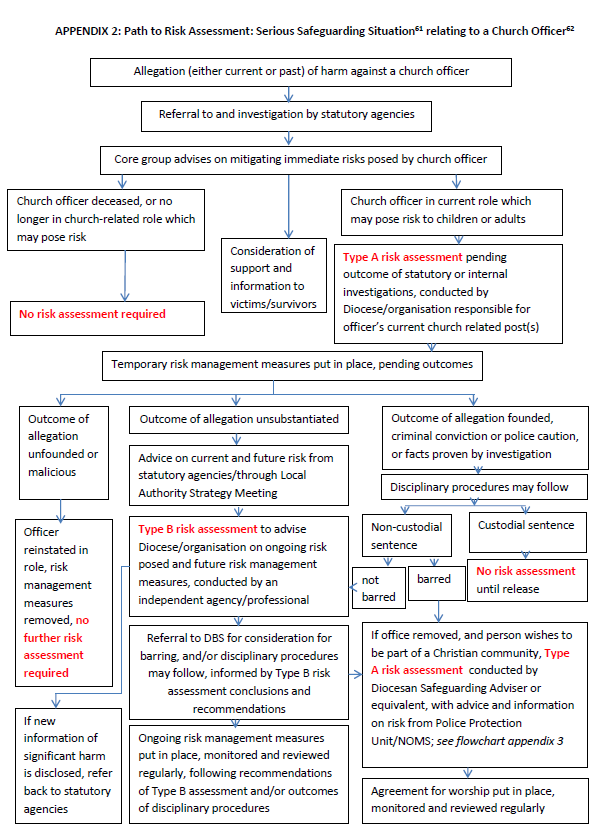 APPENDIX 2: Path to Risk Assessment: Serious Safeguarding Situation61 relating to a Church Officer62
Allegation (either current or past) of harm against a church officer
Referral to and investigation by statutory agencies
Core group advises on mitigating immediate risks posed by church officer
Church officer deceased, or no
longer in church-related role which
may pose risk
Church officer in current role which
may pose risk to children or adults
Consideration of
support and
information to
victims/survivors
Type A risk assessment pending
outcome of statutory or internal
investigations, conducted by
Diocese/organisation responsible for
officer's current church related post(s)
No risk assessment required
Temporary risk management measures put in place, pending outcomes
Outcome of
allegation
unfounded or
malicious
Outcome of allegation unsubstantiated
Outcome of allegation founded,
criminal conviction or police caution,
or facts proven by investigation
Advice on current and future risk from
statutory agencies/through Local
Authority Strategy Meeting
Disciplinary procedures may follow
Officer
reinstated in
role, risk
management
measures
removed, no
further risk
assessment
required
Type B risk assessment to advise
Diocese/organisation on ongoing risk
posed and future risk management
measures, conducted by an
independent agency/professional
Non-custodial
sentence
Custodial sentence
not
barred
barred
No risk assessment
until release
Referral to DBS for consideration for
barring, and/or disciplinary procedures
may follow, informed by Type B risk
assessment conclusions and
recommendations
If office removed, and person wishes to
be part of a Christian community, Type
A risk assessment conducted by
Diocesan Safeguarding Adviser or
equivalent, with advice and information
on risk from Police Protection
Unit/NOMS; see flowchart appendix 3
If new
information of
significant harm
is disclosed, refer
back to statutory
agencies
Ongoing risk management measures
put in place, monitored and reviewed
regularly, following recommendations
of Type B assessment and/or outcomes
of disciplinary procedures
Agreement for worship put in place,
monitored and reviewed regularly